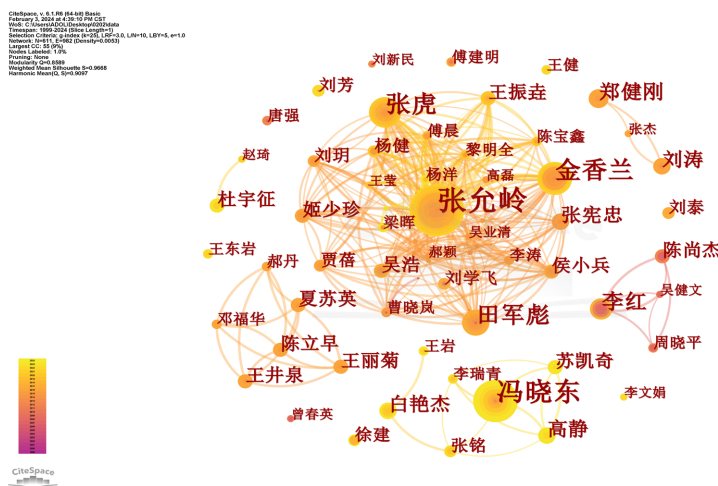 CiteSpace, v. 6.1.R6 (64-bit) Basic
February 3, 2024 at 4:39:10 PM CST
WoS: C:\Users\ADOL\Desktop\0202\data
Timespan: 1999-2024 (Slice Length=1)
Selection Criteria: g-index (k=25), LRF=3.0, L/N=10, LBY=5, e=1.0
Network: N=611, E=982 (Density=0.0053)
Largest CC: 55 (9%)
Nodes Labeled: 1.0%
Pruning: None
Modularity Q=0.8589
Weighted Mean Silhouette S=0.9668
Harmonic Mean(Q, S)=0.9097
刘新民
傅建明
王健
刘芳
王振垚
郑健刚
张虎
唐强
傅晨
张杰
杨健
陈宝鑫
黎明全
赵琦
刘玥
金香兰
刘涛
王莹
杨洋
高磊
杜宇征
张允岭
姬少珍
梁晖
张宪忠
刘泰
吴业清
王东岩
郝颖
李涛
陈尚杰
郝丹
贾蓓
吴浩
侯小兵
刘学飞
吴健文
夏苏英
曹晓岚
李红
邓福华
田军彪
陈立早
王岩
周晓平
王丽菊
苏凯奇
王井泉
李瑞青
冯晓东
李文娟
白艳杰
曾春英
徐建
高静
张铭
CiteSpace